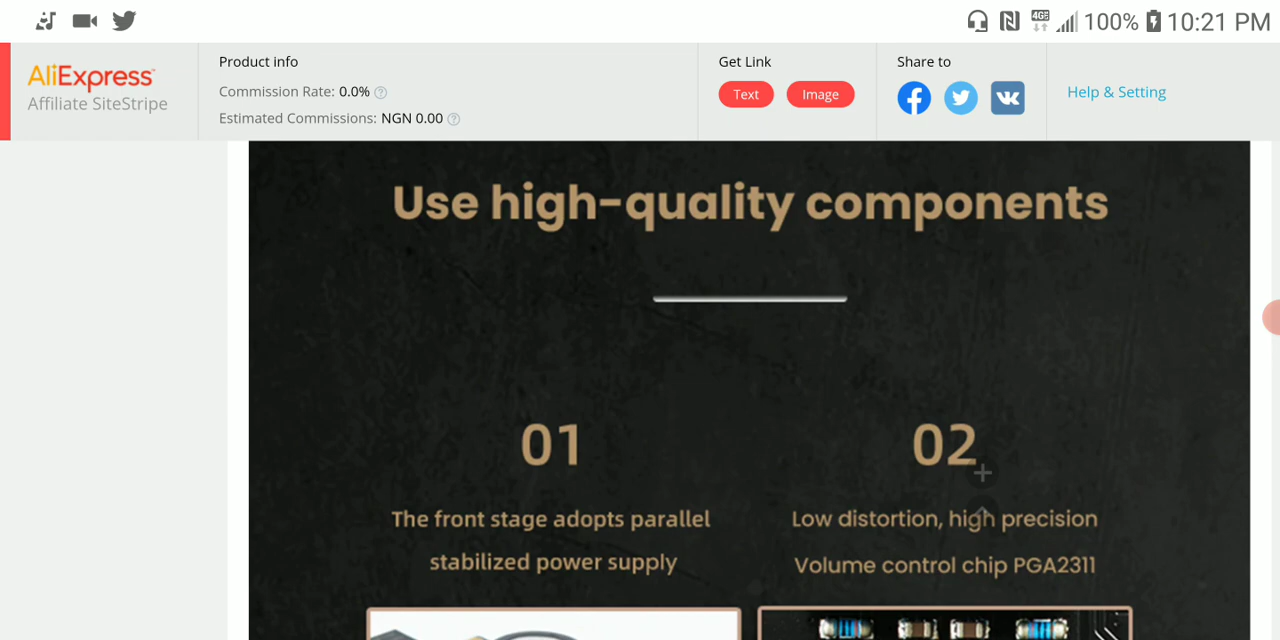 4GE
100%
10:21 PM
AliExpress
Affiliate SiteStripe
Product info
Commission Rate: 0.0% ?
Estimated Commissions: NGN 0.00 ?
Get Link
Text
Image
Share to
Help & Setting
Use high-quality components
01
The front stage adopts parallel
stabilized power supply
02
Low distortion, high precision
Volume control chip PGA2311